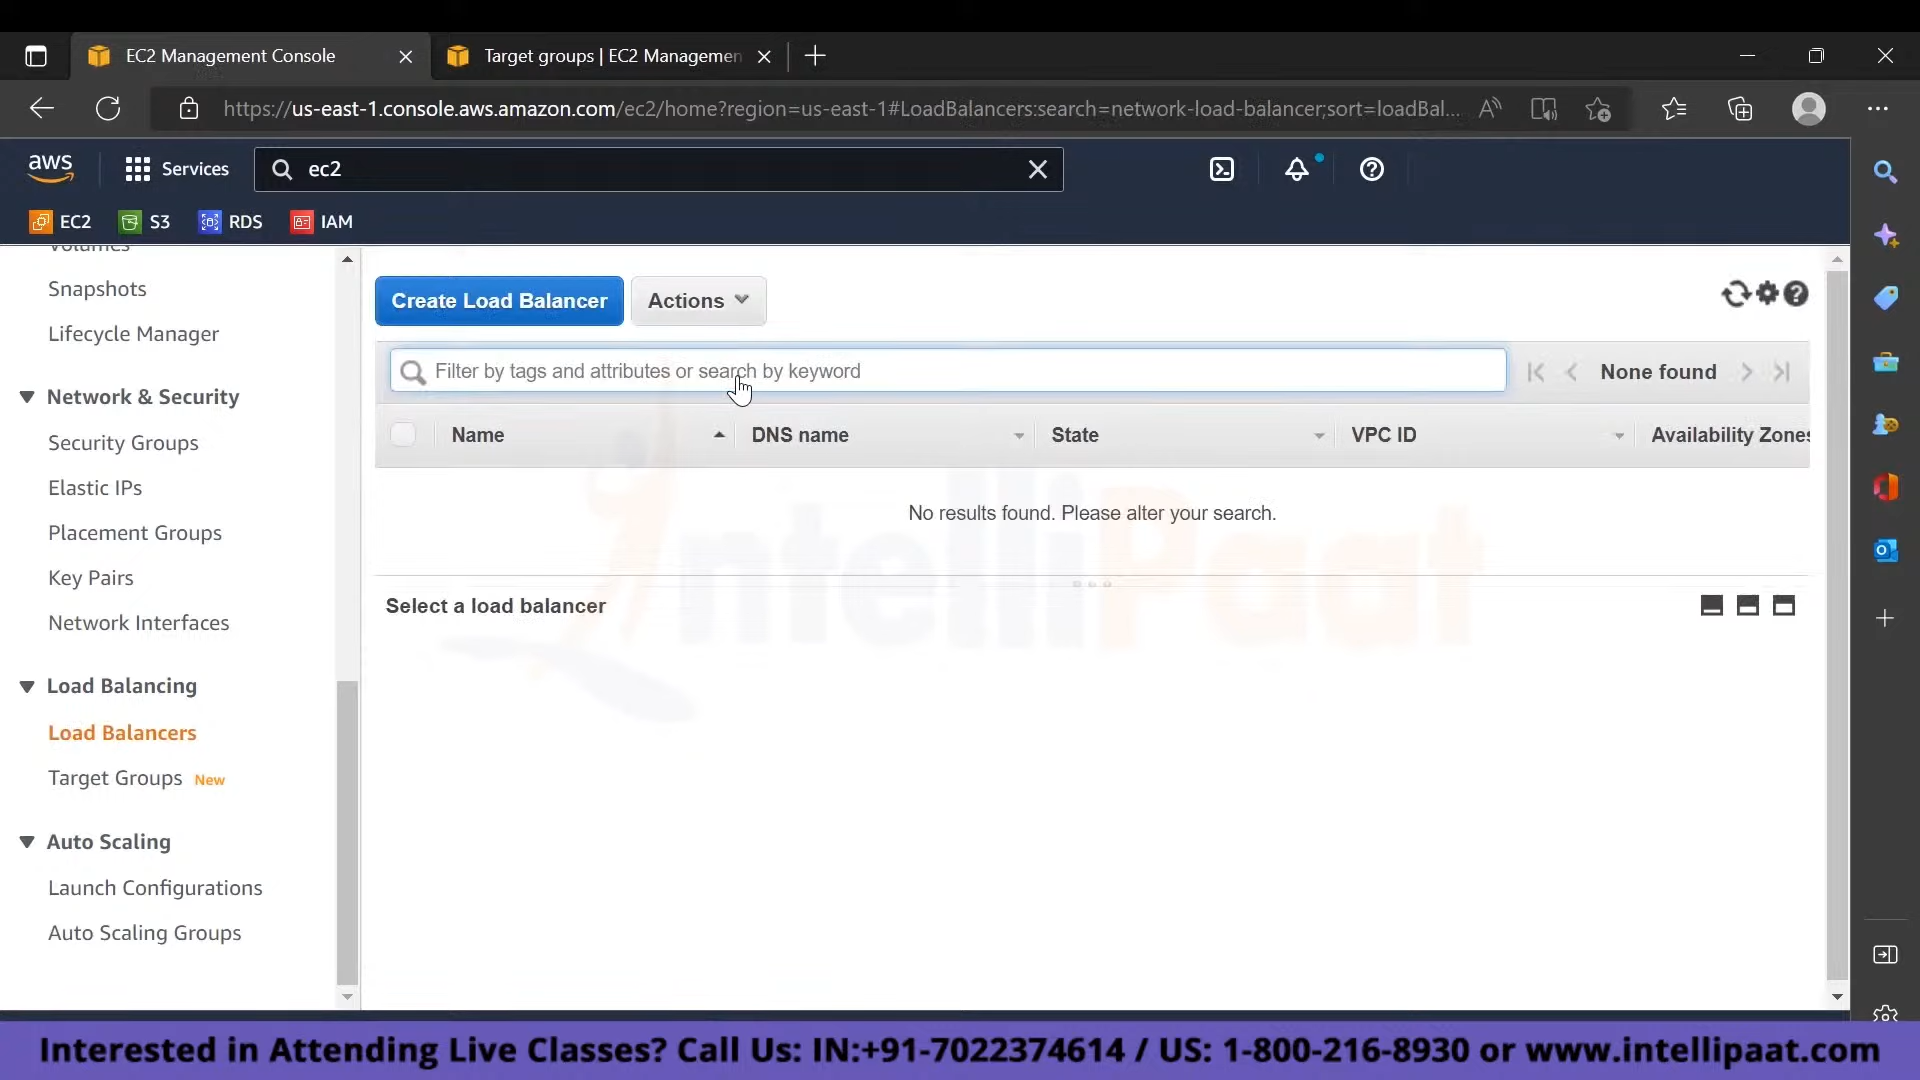 EC2 Management Console
Target groups | EC2 Managemen
https://us-east-1.console.aws.amazon.com/ec2/home?region=us-east-1#LoadBalancers:search=network-load-balancer;sort=loadBal...
aws
Services
ec2
EC2
S3
RDS
IAM
Volumes
Snapshots
Lifecycle Manager
Network & Security
Security Groups
Elastic IPs
Placement Groups
Key Pairs
Network Interfaces
Load Balancing
Load Balancers
Target Groups New
Auto Scaling
Launch Configurations
Auto Scaling Groups
Create Load Balancer
Actions
Filter by tags and attributes or search by keyword
None found
Name
DNS name
State
VPC ID
Availability Zones
No results found. Please alter your search.
IntelliPaat
Select a load balancer
Interested in Attending Live Classes? Call Us: IN:+91-7022374614 / US: 1-800-216-8930 or www.intellipaat.com